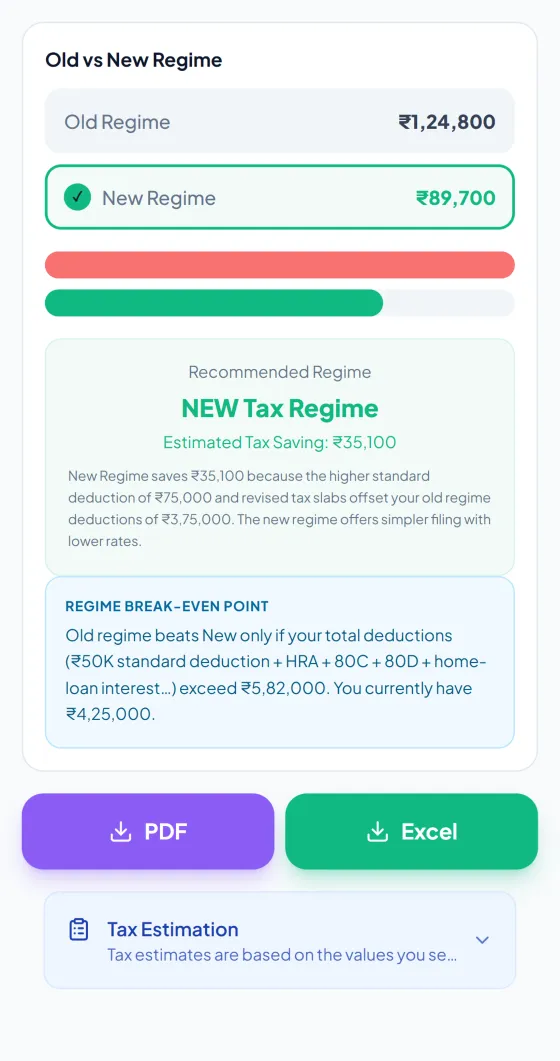 Old vs New Regime
Old Regime ₹1,24,800
New Regime ₹89,700
Recommended Regime
NEW Tax Regime
Estimated Tax Saving: ₹35,100
New Regime saves ₹35,100 because the higher standard
deduction of ₹75,000 and revised tax slabs offset your old regime
deductions of ₹3,75,000. The new regime offers simpler filing with
lower rates.
REGIME BREAK-EVEN POINT
Old regime beats New only if your total deductions
(₹50K standard deduction + HRA + 80C + 80D + home-
loan interest…) exceed ₹5,82,000. You currently have
₹4,25,000.
PDF
Excel
Tax Estimation
Tax estimates are based on the values you se…